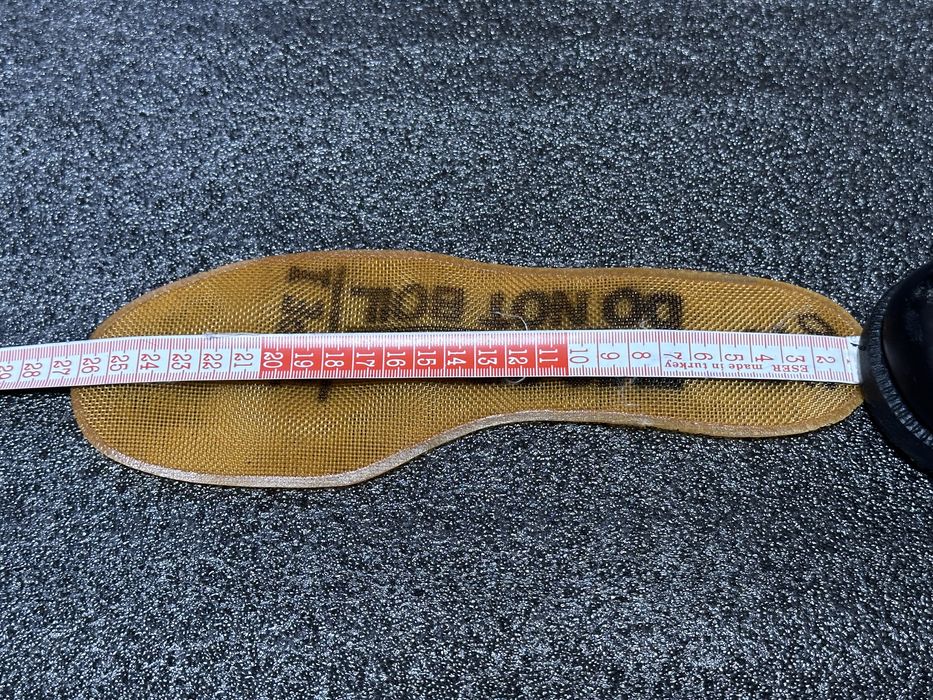 DO NOT BOIL
2 3 4 5 6 7 8 9 10 11 12 13 14 15 16 17 18 19 20 21 22 23 24 25 26 27 28 29
ESER made in turkey